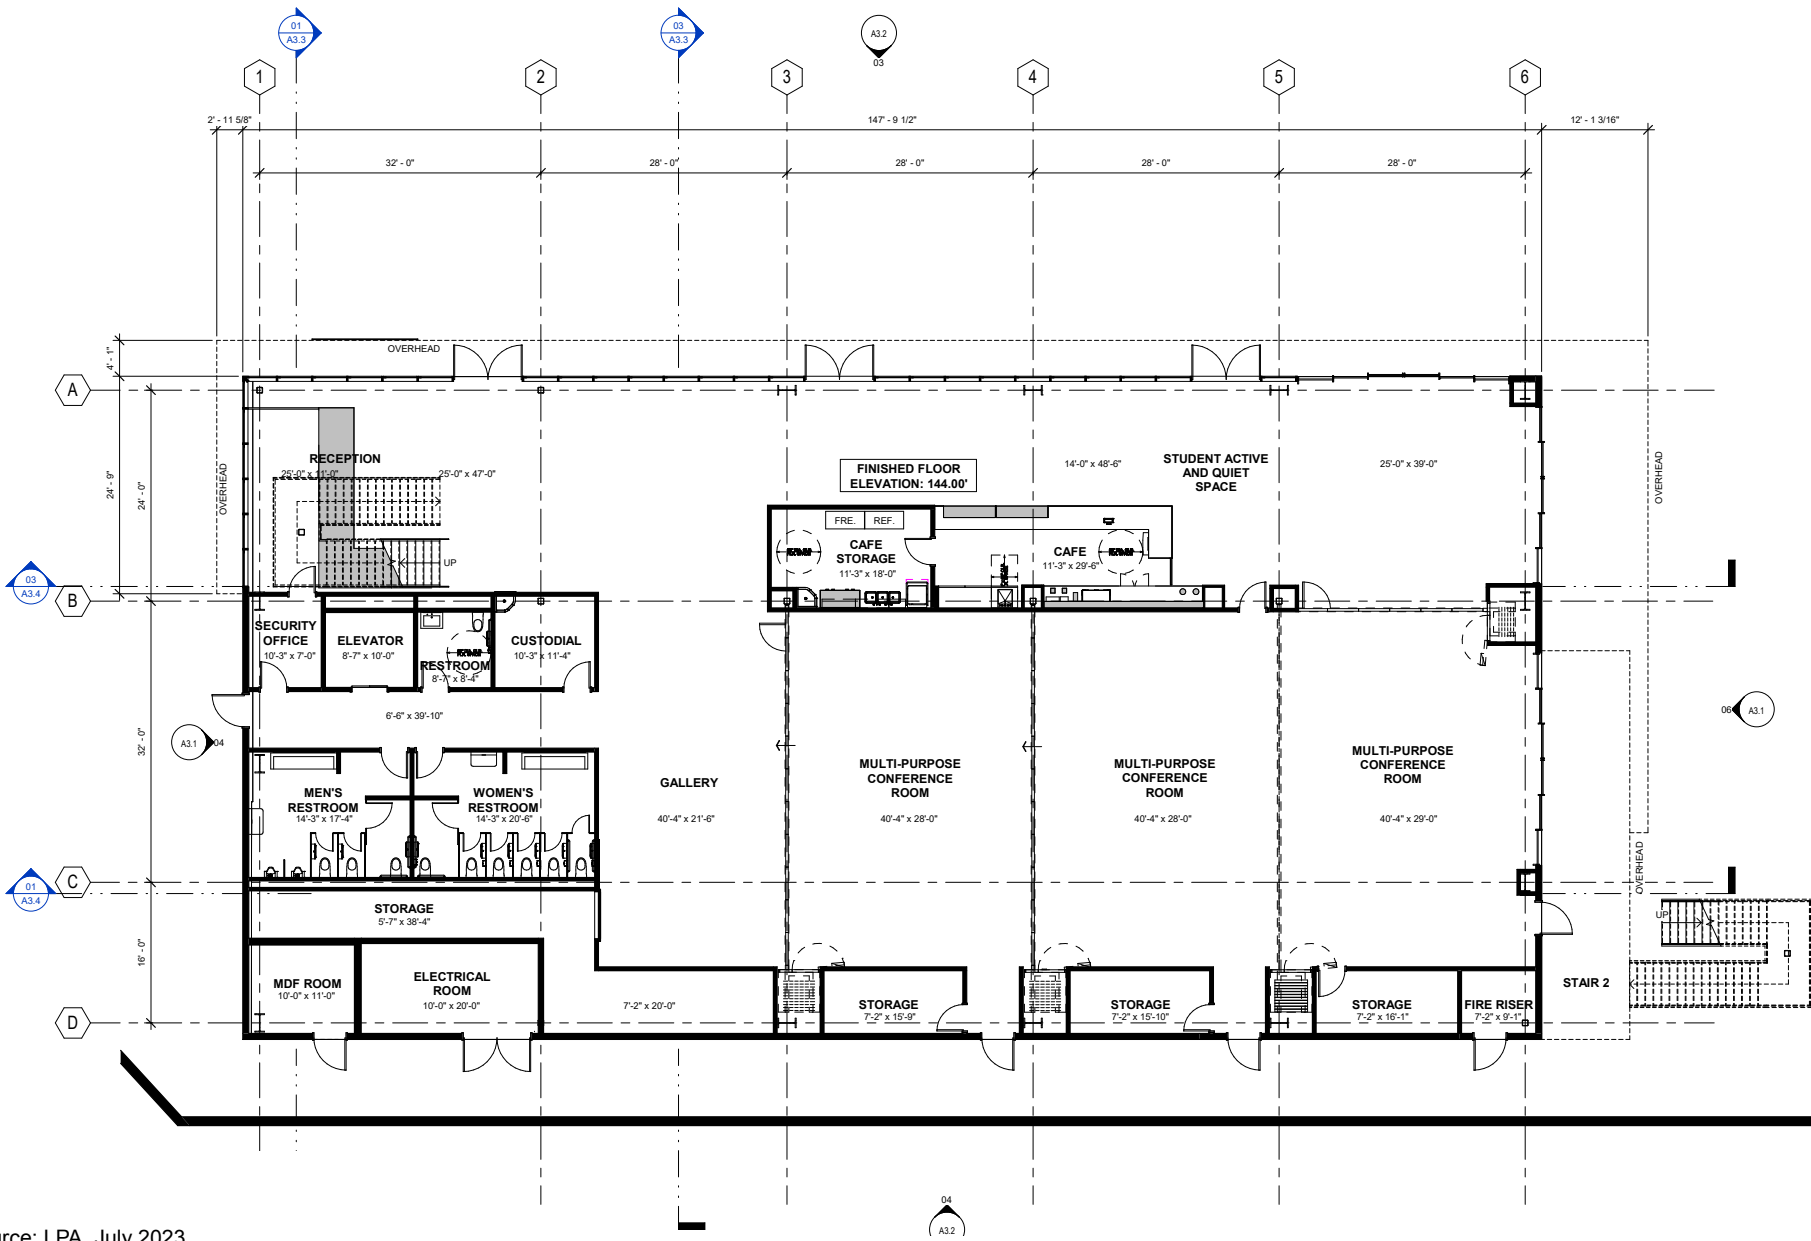 01
A3.3
03
A3.3
A3.2
03
1
2
3
4
5
6
2' - 11 5/8"
147' - 9 1/2"
12' - 1 3/16"
32' - 0"
28' - 0"
28' - 0"
28' - 0"
28' - 0"
OVERHEAD
4' - 1"
A
24' - 9"
24' - 0"
OVERHEAD
RECEPTION
25'-0" x 11'-0"
25'-0" x 47'-0"
FINISHED FLOOR
ELEVATION: 144.00'
14'-0" x 48'-6"
STUDENT ACTIVE
AND QUIET
SPACE
25'-0" x 39'-0"
OVERHEAD
FRE.
REF.
CAFE
STORAGE
11'-3" x 18'-0"
CAFE
11'-3" x 29'-6"
UP
03
A3.4
B
SECURITY
OFFICE
10'-3" x 7'-0"
ELEVATOR
8'-7" x 10'-0"
RESTROOM
8'-7" x 8'-4"
CUSTODIAL
10'-3" x 11'-4"
6'-6" x 39'-10"
A3.1
04
32' - 0"
06
A3.1
MEN'S
RESTROOM
14'-3" x 17'-4"
WOMEN'S
RESTROOM
14'-3" x 20'-6"
GALLERY
40'-4" x 21'-6"
MULTI-PURPOSE
CONFERENCE
ROOM
40'-4" x 28'-0"
MULTI-PURPOSE
CONFERENCE
ROOM
40'-4" x 28'-0"
MULTI-PURPOSE
CONFERENCE
ROOM
40'-4" x 29'-0"
OVERHEAD
01
A3.4
C
STORAGE
5'-7" x 38'-4"
UP
16' - 0"
MDF ROOM
10'-0" x 11'-0"
ELECTRICAL
ROOM
10'-0" x 20'-0"
7'-2" x 20'-0"
STORAGE
7'-2" x 15'-9"
STORAGE
7'-2" x 15'-10"
STORAGE
7'-2" x 16'-1"
FIRE RISER
7'-2" x 9'-1"
STAIR 2
D
04
A3.2
rce: LPA, July 2023